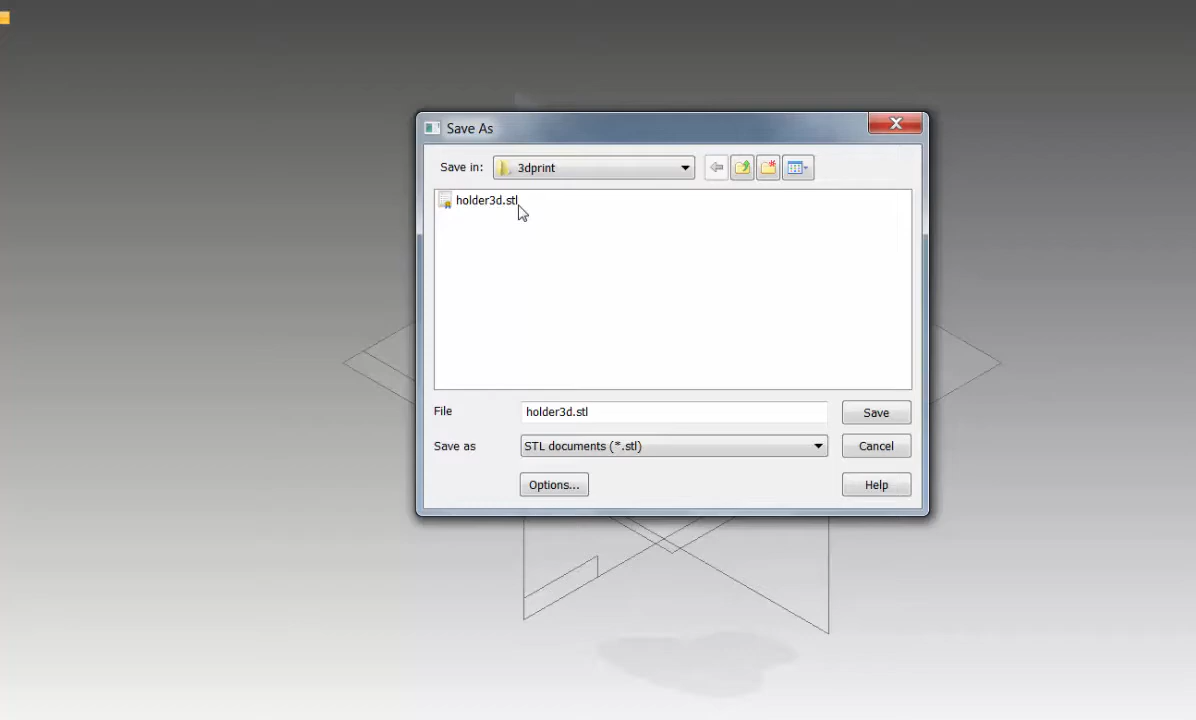 Save As
Save in: 3dprint
holder3d.stl
File holder3d.stl Save
Save as STL documents (*.stl) Cancel
Options... Help